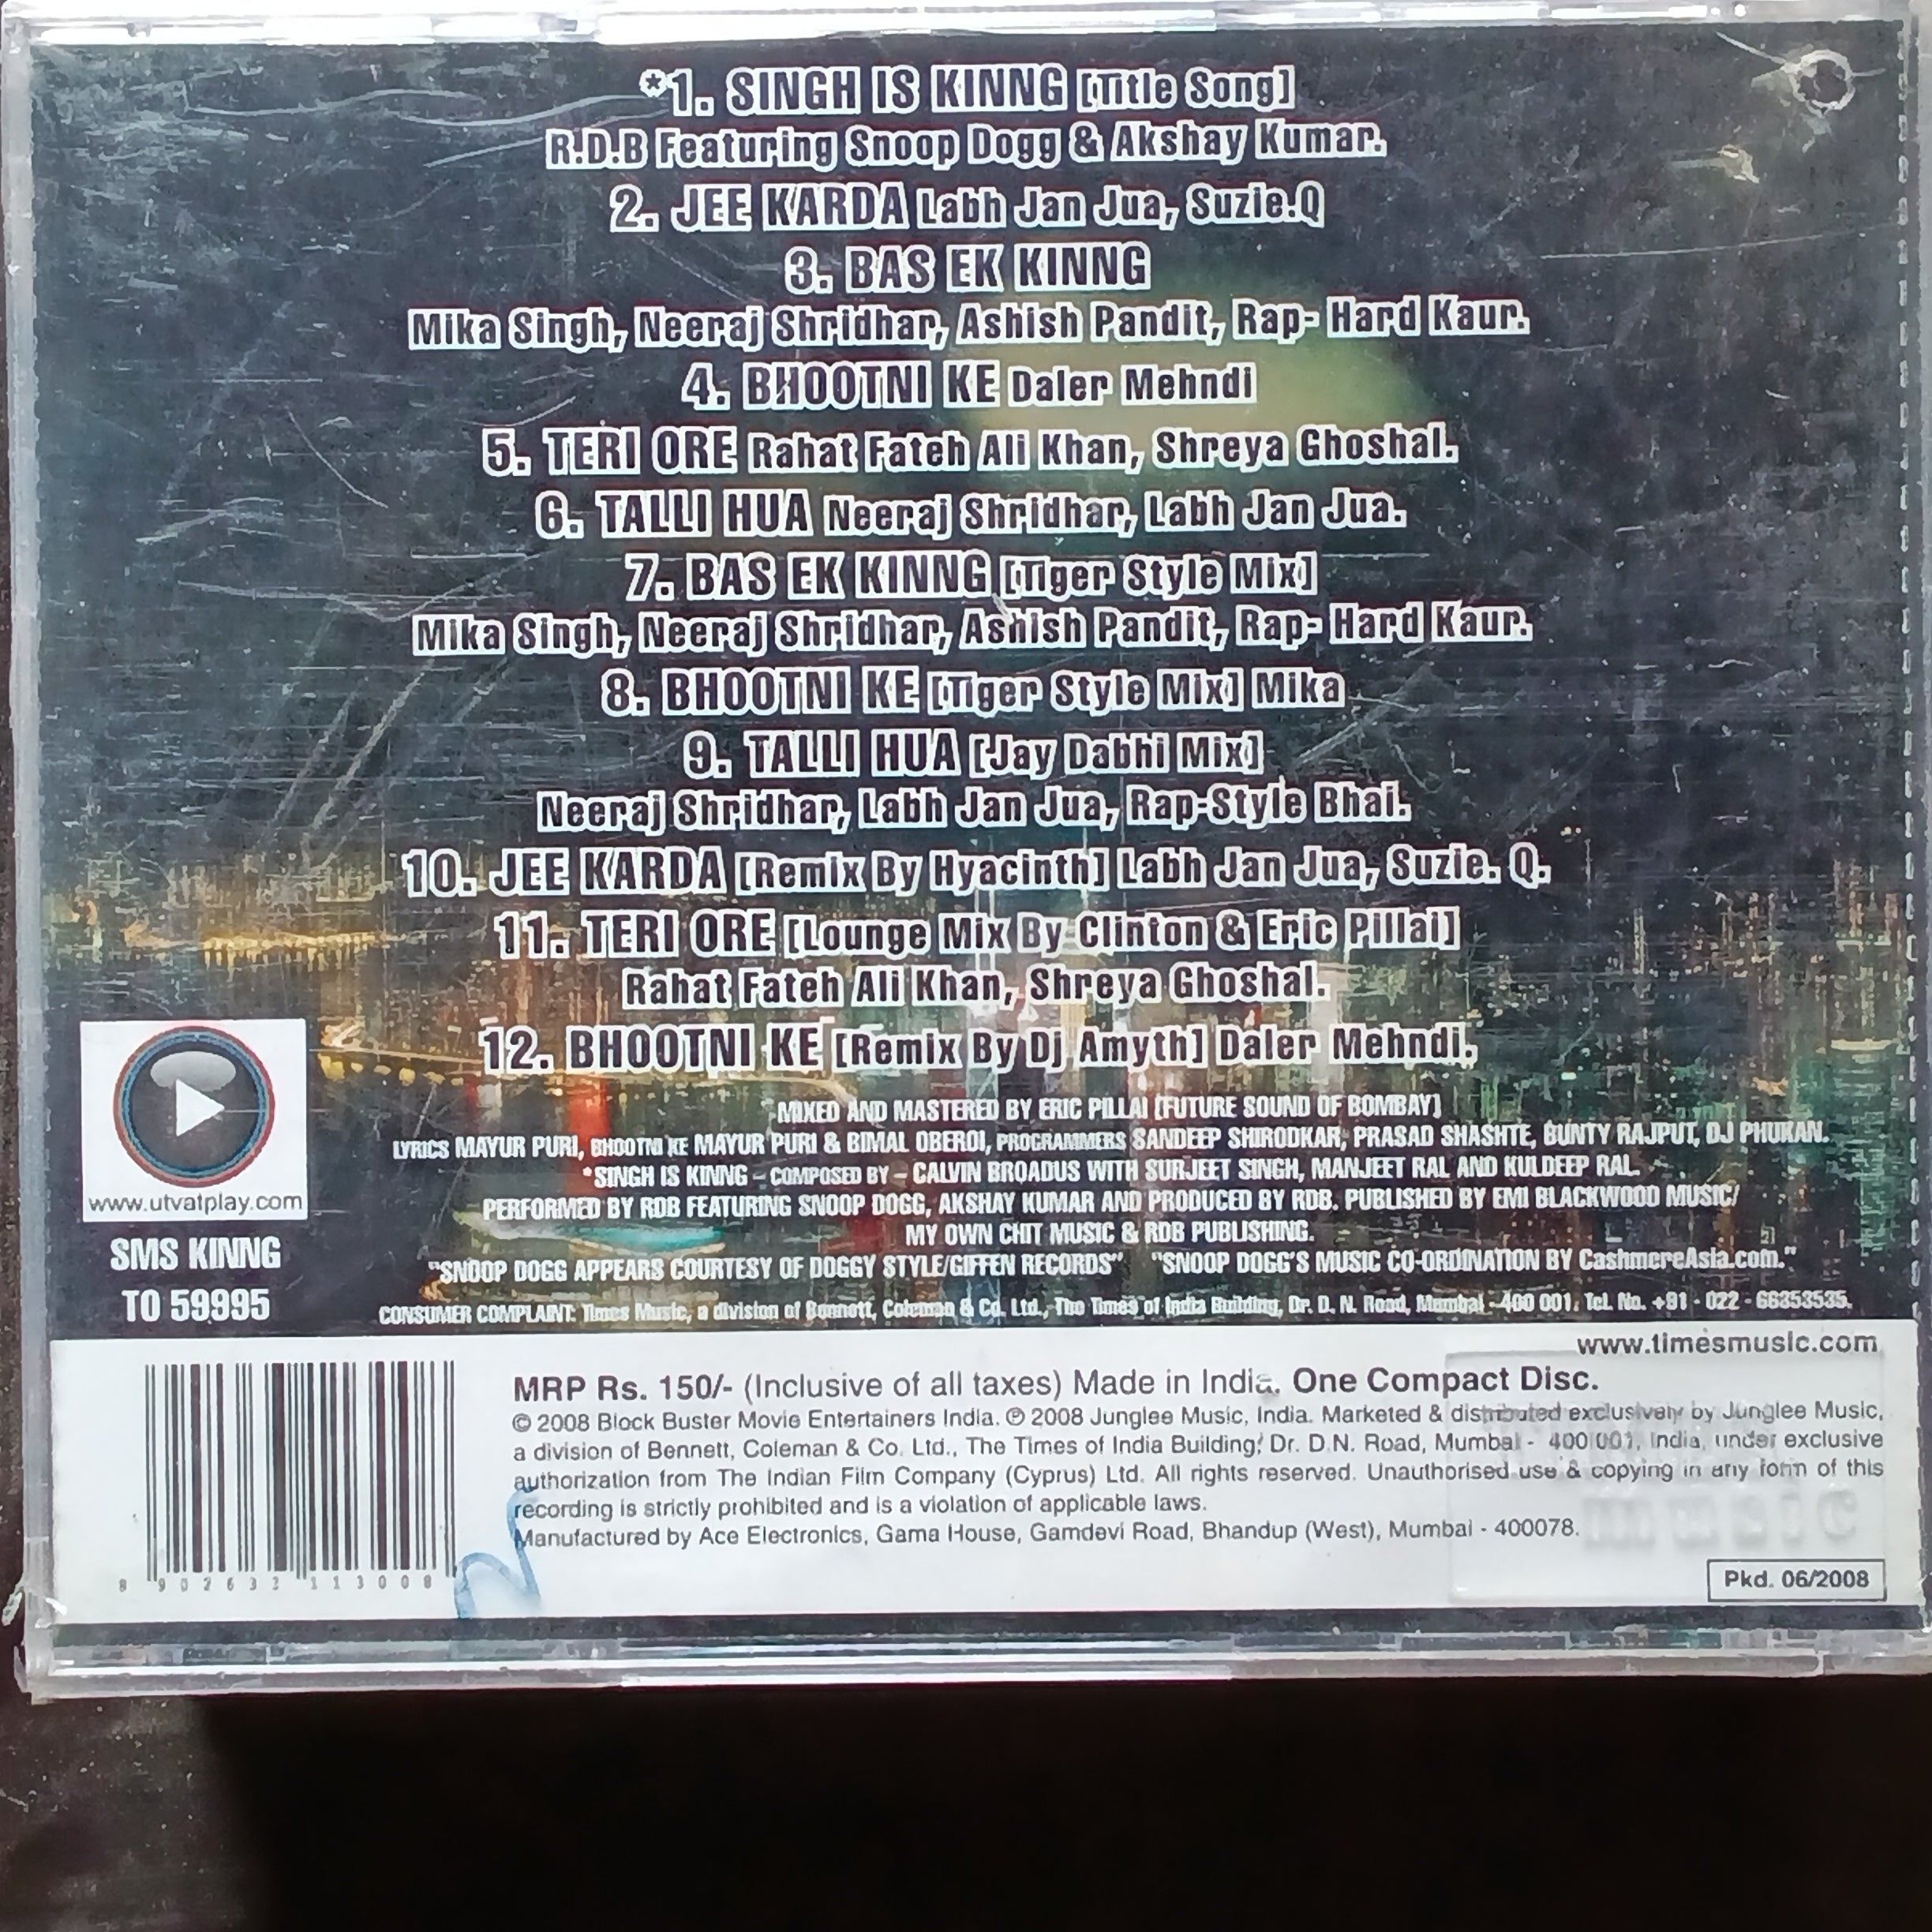 *1. SINGH IS KINNG [Title Song]
R.D.B Featuring Snoop Dogg & Akshay Kumar.
2. JEE KARDA Labh Jan Jua, Suzie.Q
3. BAS EK KINNG
Mika Singh, Neeraj Shridhar, Ashish Pandit, Rap- Hard Kaur.
4. BHOOTNI KE Daler Mehndi
5. TERI ORE Rahat Fateh Ali Khan, Shreya Ghoshal.
6. TALLI HUA Neeraj Shridhar, Labh Jan Jua.
7. BAS EK KINNG [Tiger Style Mix]
Mika Singh, Neeraj Shridhar, Ashish Pandit, Rap- Hard Kaur.
8. BHOOTNI KE [Tiger Style Mix] Mika
9. TALLI HUA [Jay Dabhi Mix]
Neeraj Shridhar, Labh Jan Jua, Rap-Style Bhai.
10. JEE KARDA [Remix By Hyacinth] Labh Jan Jua, Suzie. Q.
11. TERI ORE [Lounge Mix By Clinton & Eric Pillai]
Rahat Fateh Ali Khan, Shreya Ghoshal.
12. BHOOTNI KE [Remix By Dj Amyth] Daler Mehndi.
MIXED AND MASTERED BY ERIC PILLAI [FUTURE SOUND OF BOMBAY]
LYRICS MAYUR PURI, BHOOTNI KE MAYUR PURI & BIMAL OBEROI, PROGRAMMERS SANDEEP SHIRODKAR, PRASAD SHASHTE, BUNTY RAJPUT, DJ PHUKAN.
*SINGH IS KINNG - COMPOSED BY - CALVIN BROADUS WITH SURJEET SINGH, MANJEET RAL AND KULDEEP RAL.
PERFORMED BY RDB FEATURING SNOOP DOGG, AKSHAY KUMAR AND PRODUCED BY RDB. PUBLISHED BY EMI BLACKWOOD MUSIC/
MY OWN CHIT MUSIC & RDB PUBLISHING.
"SNOOP DOGG APPEARS COURTESY OF DOGGY STYLE/GIFFEN RECORDS" "SNOOP DOGG'S MUSIC CO-ORDINATION BY CashmereAsia.com."
CONSUMER COMPLAINT: Times Music, a division of Bennett, Coleman & Co. Ltd., The Times of India Building, Dr. D. N. Road, Mumbai -400 001. Tel. No. +91 - 022 - 66353535.
www.utvatplay.com
SMS KINNG
TO 59995
www.timesmusic.com
MRP Rs. 150/- (Inclusive of all taxes) Made in India. One Compact Disc.
© 2008 Block Buster Movie Entertainers India. ℗ 2008 Junglee Music, India. Marketed & distributed exclusively by Junglee Music,
a division of Bennett, Coleman & Co. Ltd., The Times of India Building, Dr. D.N. Road, Mumbai - 400 001, India, under exclusive
authorization from The Indian Film Company (Cyprus) Ltd. All rights reserved. Unauthorised use & copying in any form of this
recording is strictly prohibited and is a violation of applicable laws.
Manufactured by Ace Electronics, Gama House, Gamdevi Road, Bhandup (West), Mumbai - 400078.
8 902632 113008
Pkd. 06/2008